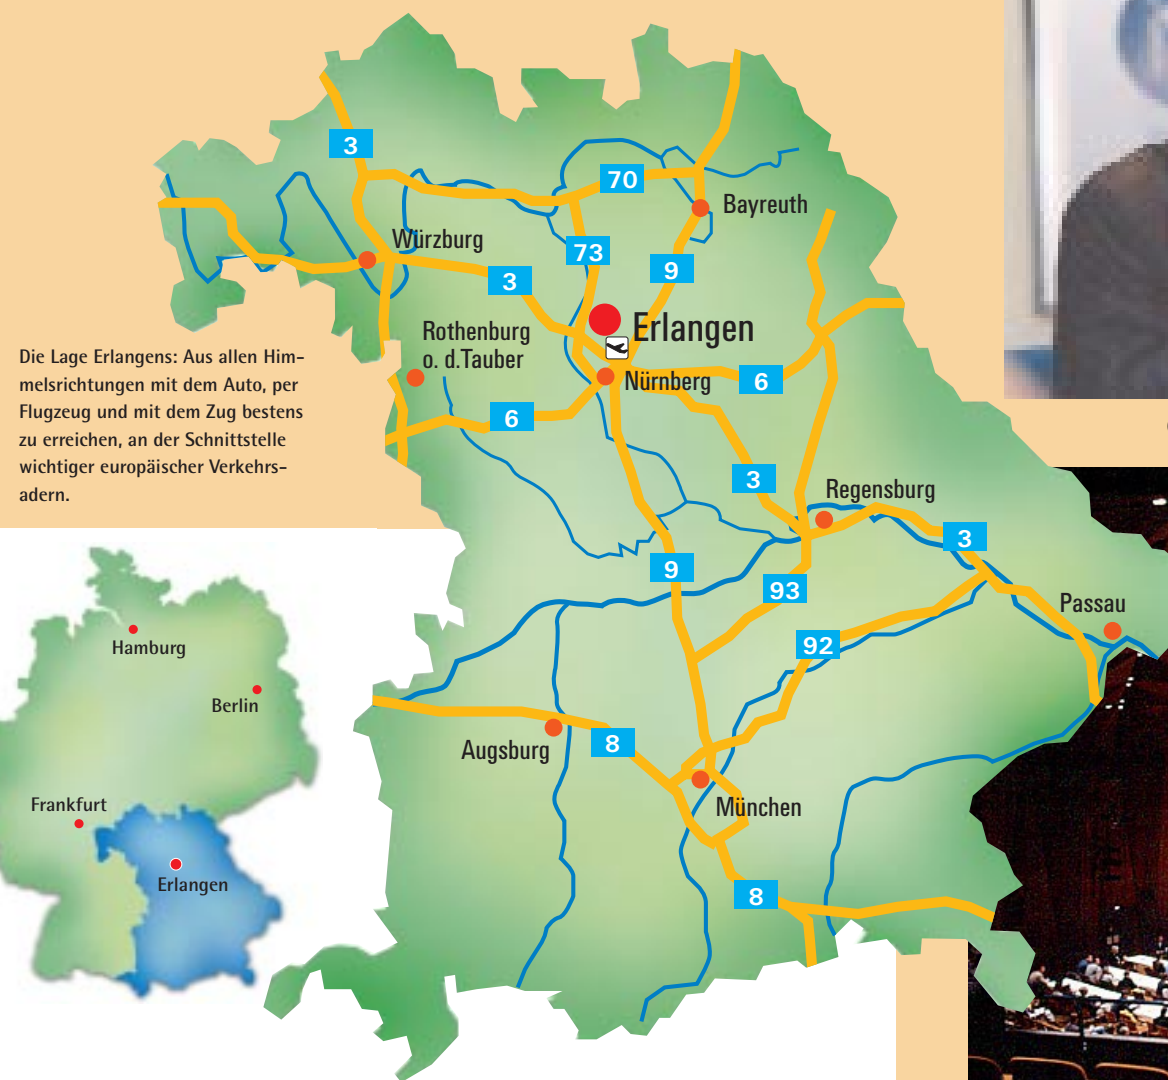 3
70
Bayreuth
Würzburg
73
9
3
Rothenburg
o. d.Tauber
Erlangen
Die Lage Erlangens: Aus allen Him-
melsrichtungen mit dem Auto, per
Flugzeug und mit dem Zug bestens
zu erreichen, an der Schnittstelle
wichtiger europäischer Verkehrs-
adern.
Nürnberg
6
6
3
Regensburg
3
9
93
Passau
92
Augsburg
8
München
8
Hamburg
Berlin
Frankfurt
Erlangen